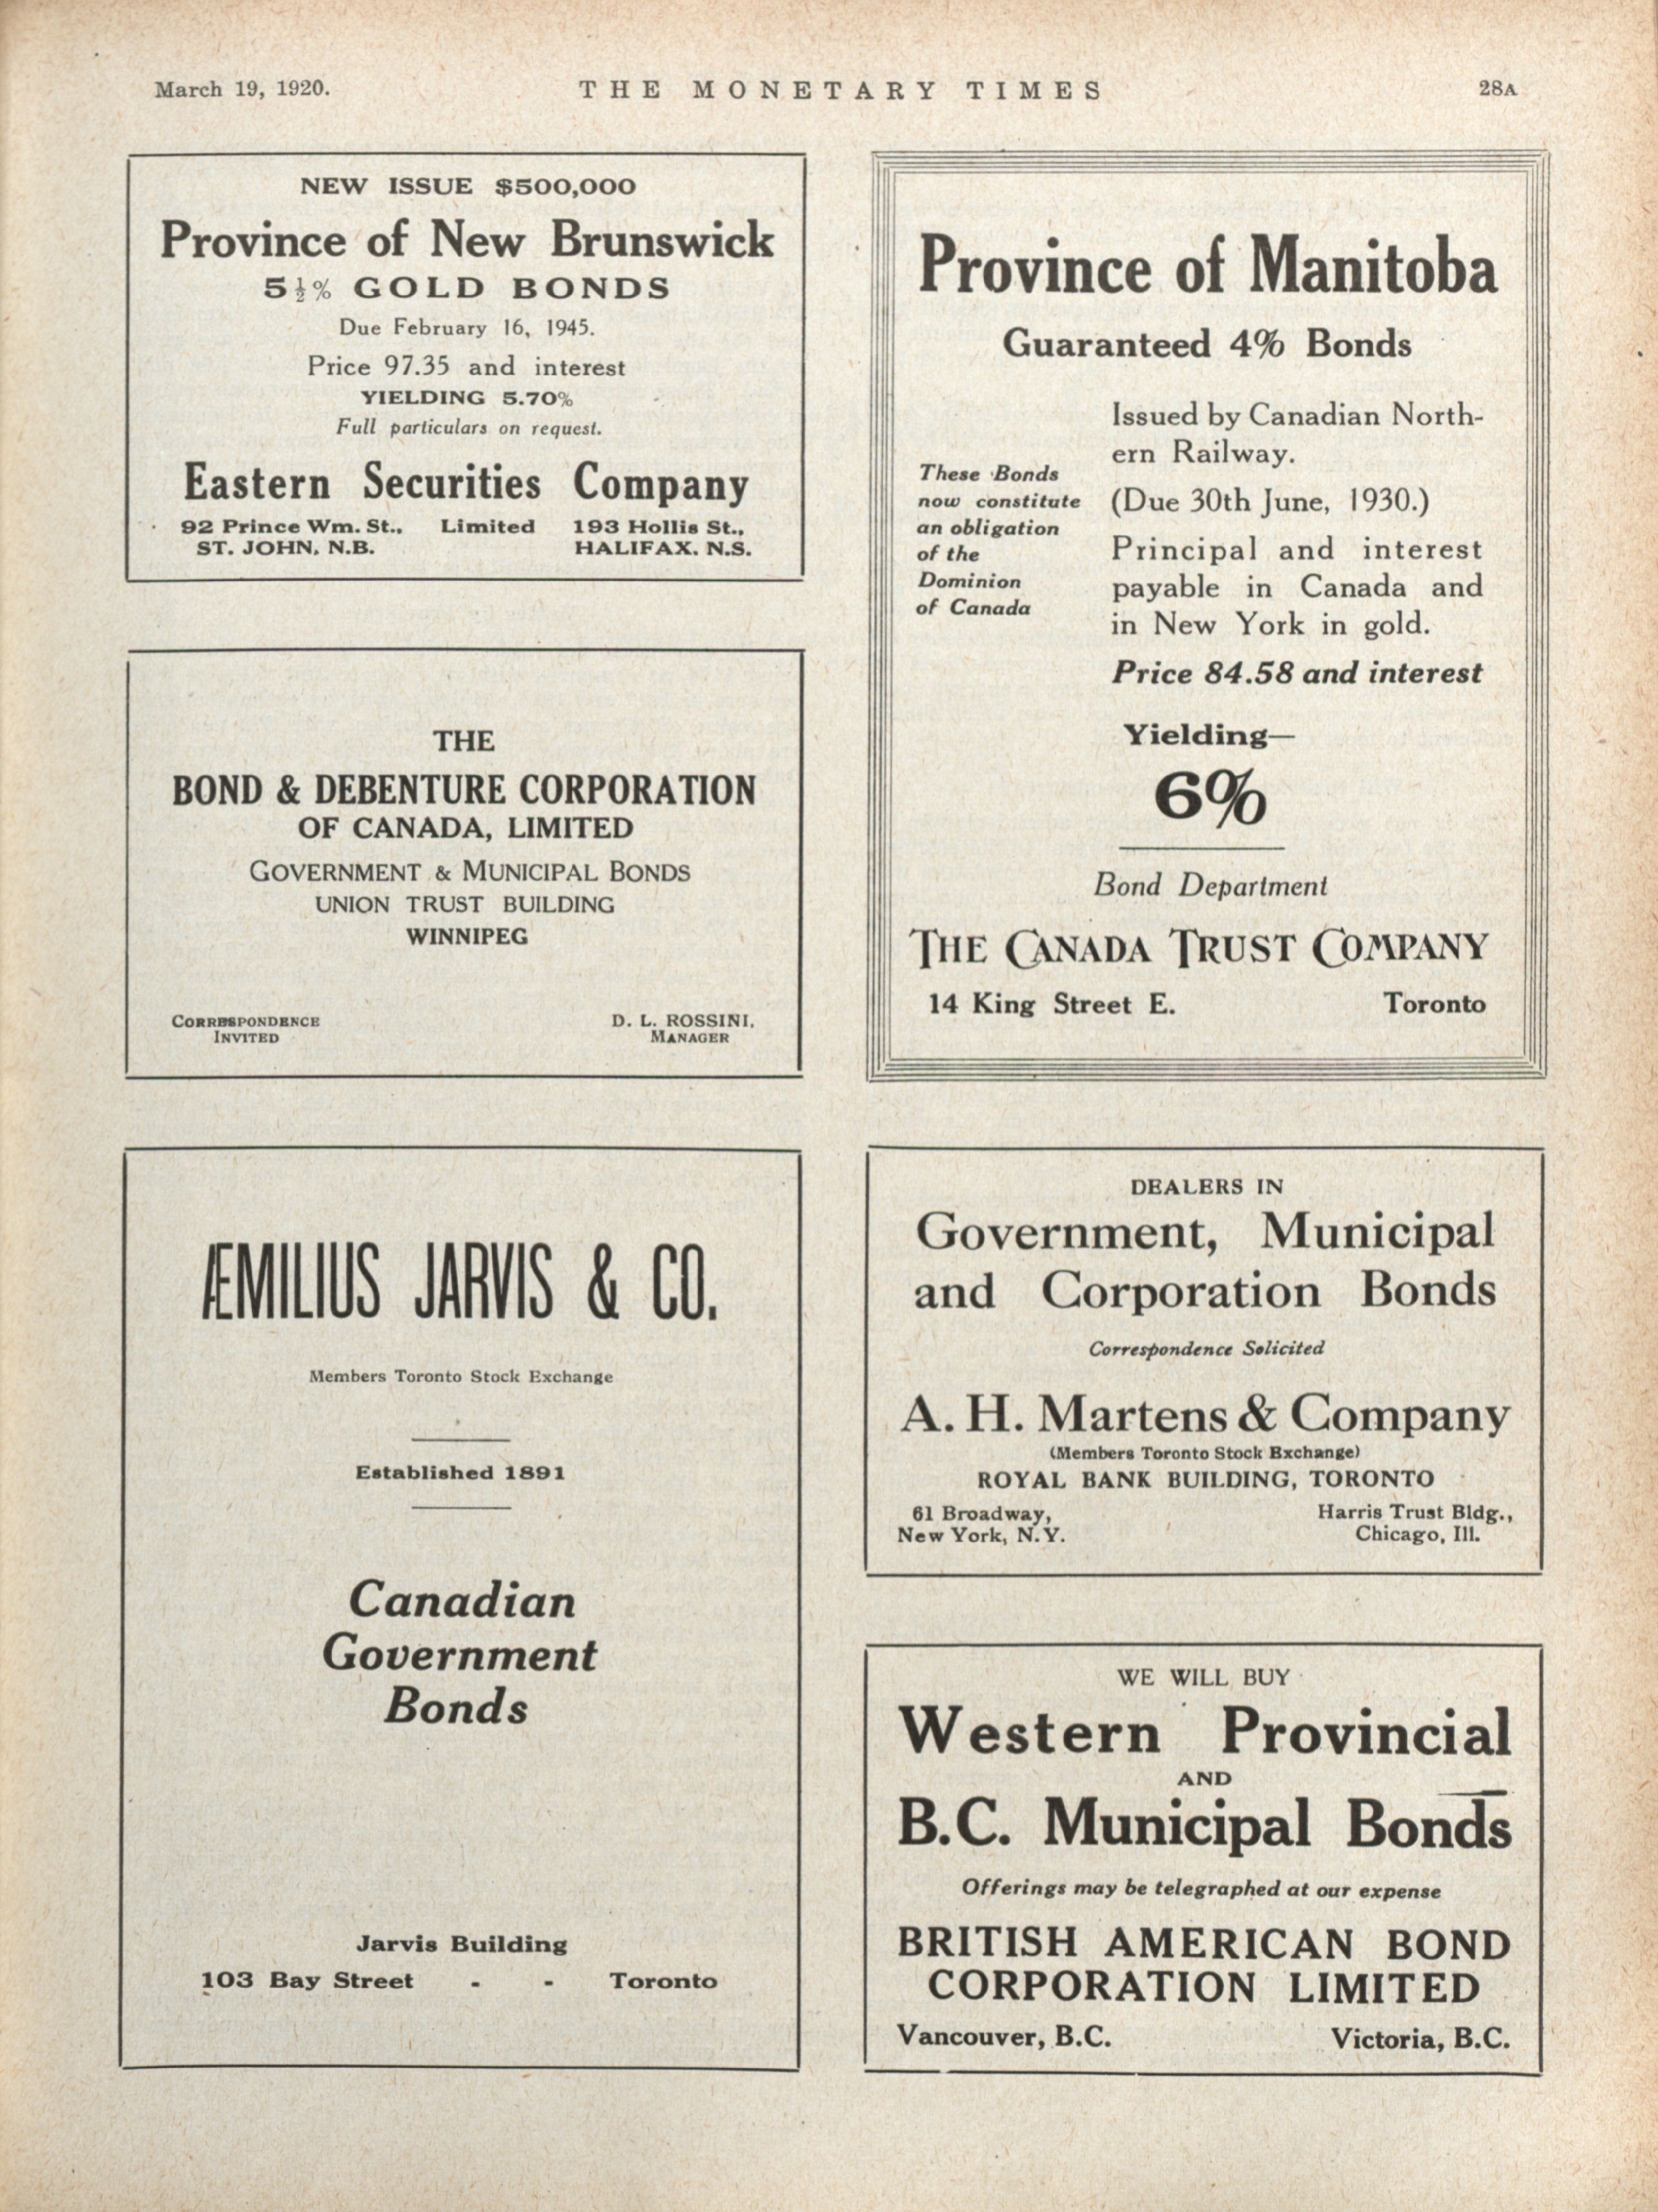 March 19, 1920.
THE MONETARY TIMES
28A
NEW ISSUE $500,000
Province of New Brunswick
5½% GOLD BONDS
Due February 16, 1945.
Price 97.35 and interest
YIELDING 5.70%
Full particulars on request.
Eastern Securities Company
92 Prince Wm. St., Limited 193 Hollis St.,
ST. JOHN, N.B. HALIFAX, N.S.
THE
BOND & DEBENTURE CORPORATION
OF CANADA, LIMITED
GOVERNMENT & MUNICIPAL BONDS
UNION TRUST BUILDING
WINNIPEG
CORRESPONDENCE
INVITED
D. L. ROSSINI,
MANAGER
ÆMILIUS JARVIS & CO.
Members Toronto Stock Exchange
Established 1891
Canadian
Government
Bonds
Jarvis Building
103 Bay Street - - Toronto
Province of Manitoba
Guaranteed 4% Bonds
These Bonds
now constitute
an obligation
of the
Dominion
of Canada
Issued by Canadian North-
ern Railway.
(Due 30th June, 1930.)
Principal and interest
payable in Canada and
in New York in gold.
Price 84.58 and interest
Yielding—
6%
Bond Department
THE CANADA TRUST COMPANY
14 King Street E. Toronto
DEALERS IN
Government, Municipal
and Corporation Bonds
Correspondence Solicited
A. H. Martens & Company
(Members Toronto Stock Exchange)
ROYAL BANK BUILDING, TORONTO
61 Broadway,
New York, N.Y.
Harris Trust Bldg.,
Chicago, Ill.
WE WILL BUY
Western Provincial
AND
B.C. Municipal Bonds
Offerings may be telegraphed at our expense
BRITISH AMERICAN BOND
CORPORATION LIMITED
Vancouver, B.C. Victoria, B.C.